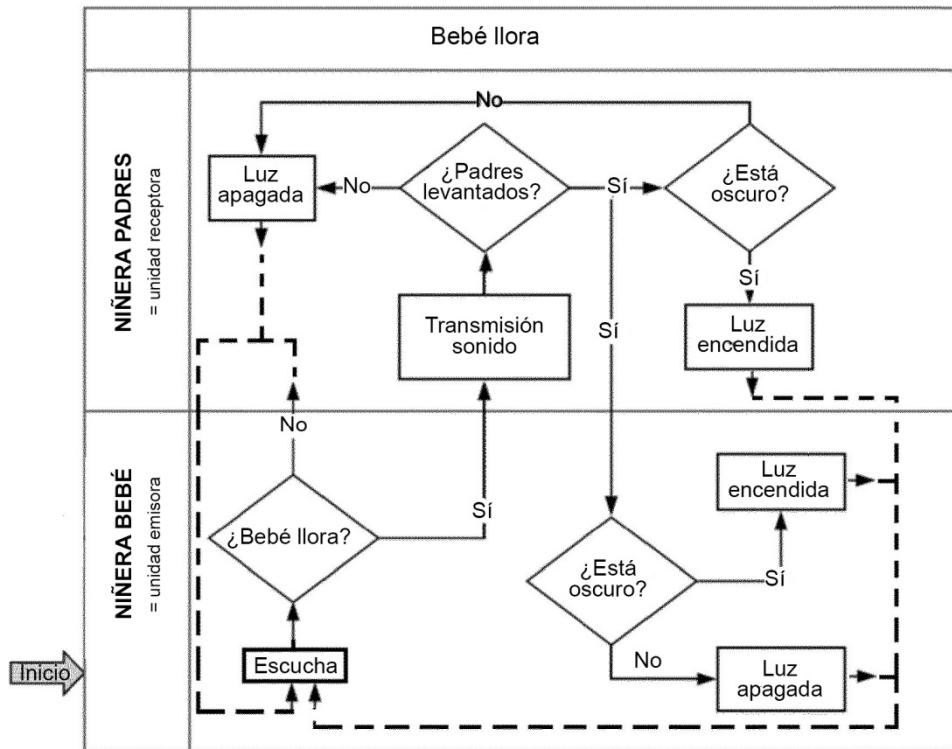 Bebé llora
NIÑERA PADRES
= unidad receptora
No
Luz
apagada
No
¿Padres
levantados?
Sí
¿Está
oscuro?
Sí
Transmisión
sonido
Sí
Luz
encendida
NIÑERA BEBÉ
= unidad emisora
No
¿Bebé llora?
Sí
Luz
encendida
¿Está
oscuro?
Sí
Inicio
Escucha
No
Luz
apagada